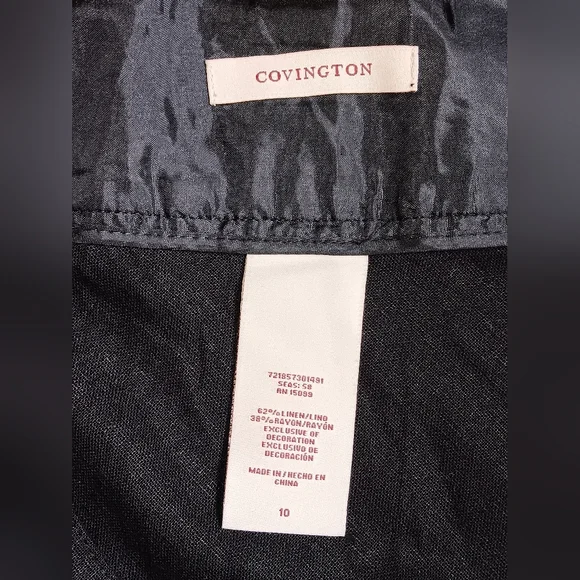 COVINGTON
721857301491
SEAS: S8
RN 15099
62% LINEN/LINO
38% RAYON/RAYÓN
EXCLUSIVE OF
DECORATION
EXCLUSIVO DE
DECORACIÓN
MADE IN/HECHO EN
CHINA
10